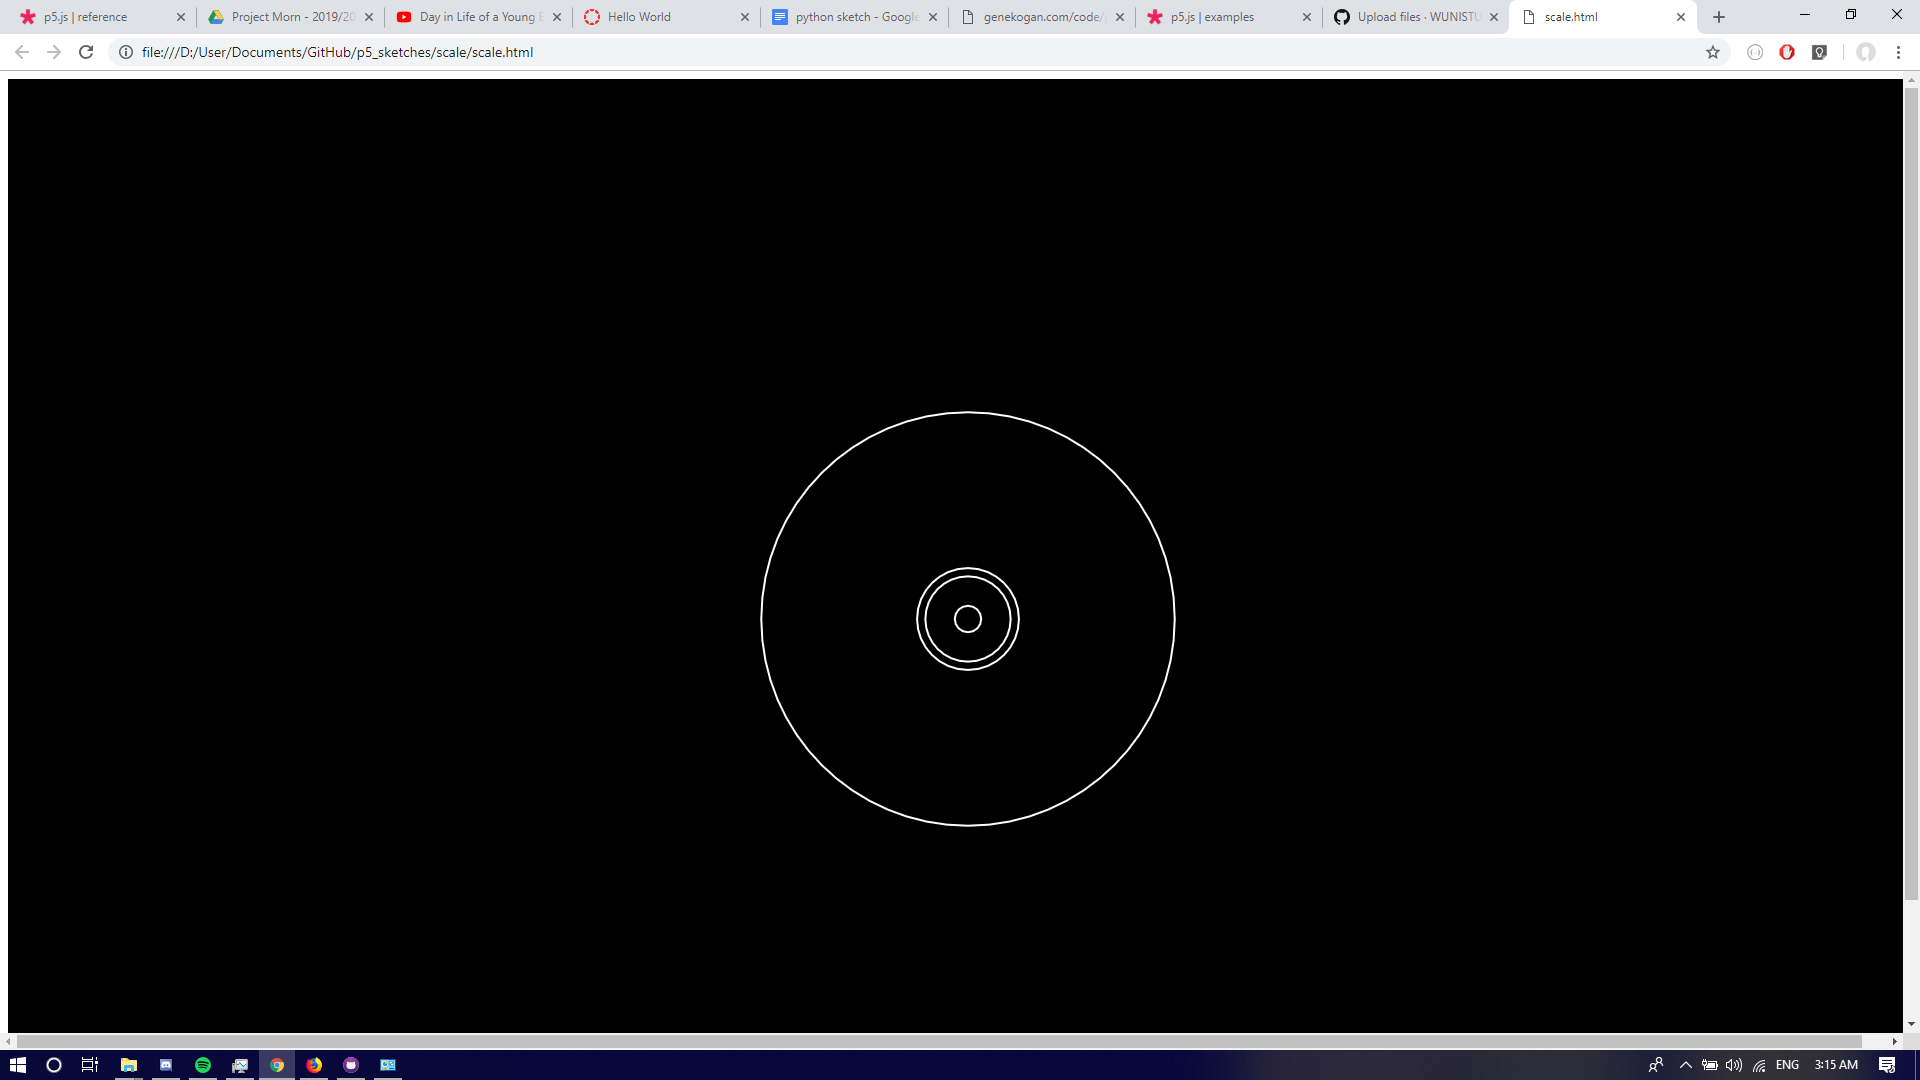 p5.js | reference
Project Morn - 2019/20
Day in Life of a Young E
Hello World
python sketch - Google
genekogan.com/code/
p5.js | examples
Upload files · WUNISTU
scale.html
file:///D:/User/Documents/GitHub/p5_sketches/scale/scale.html
ENG
3:15 AM